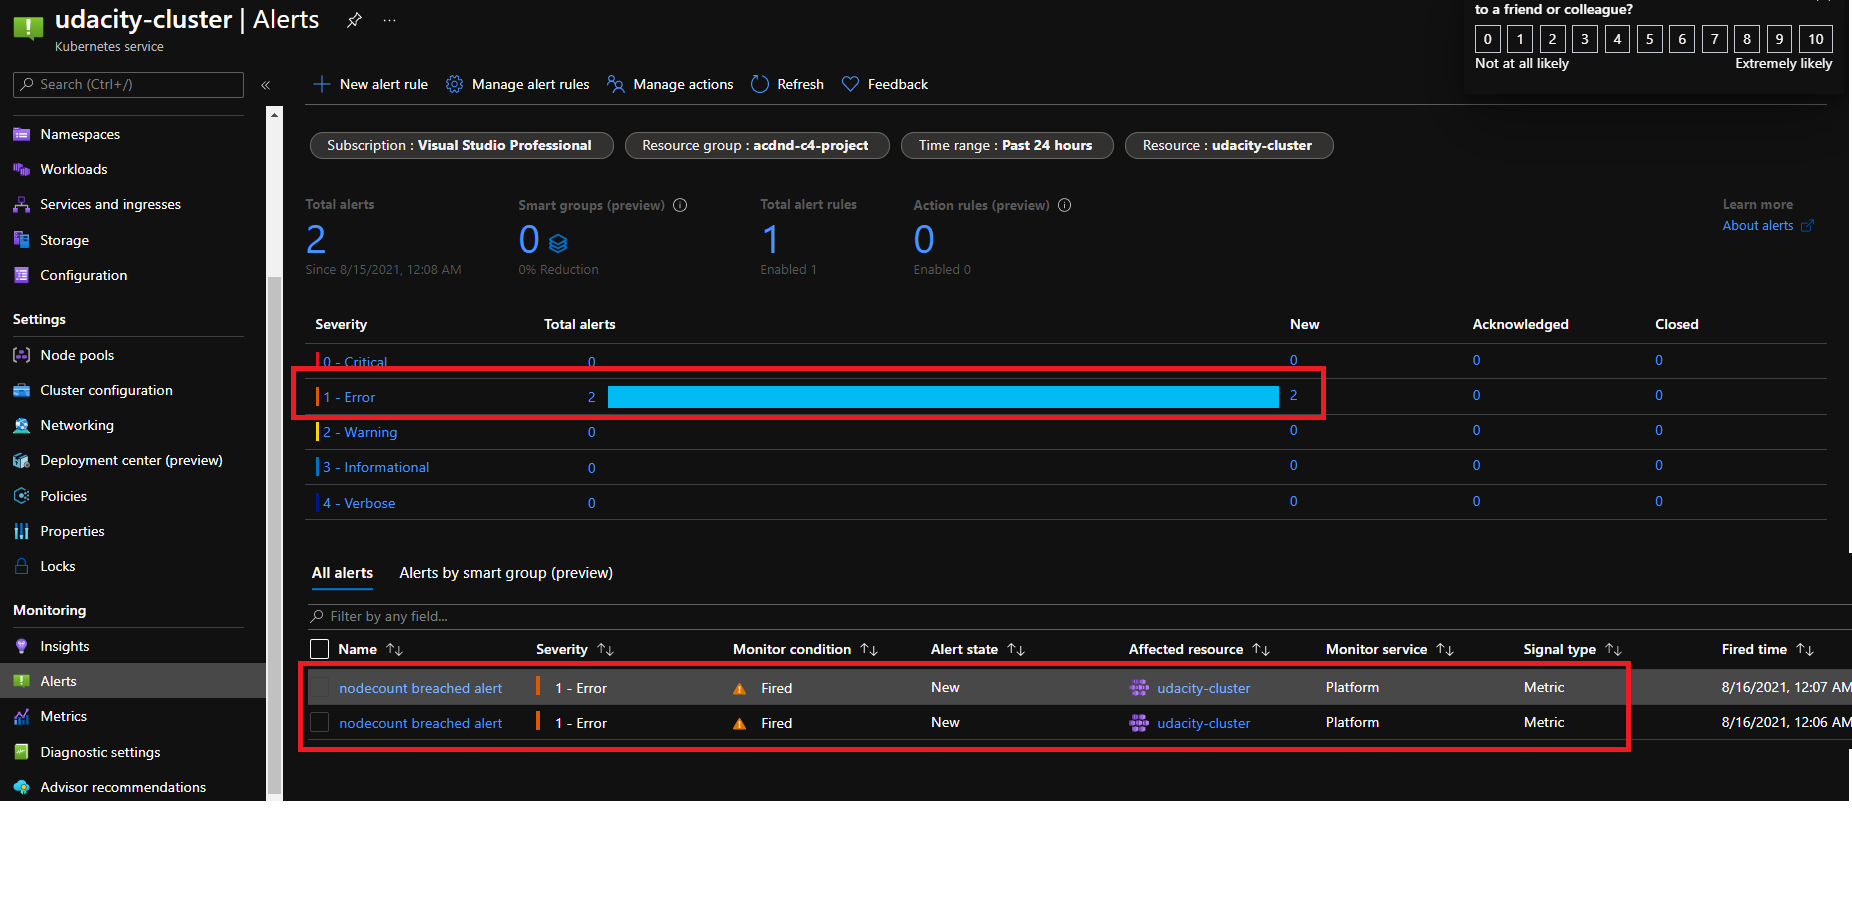 udacity-cluster | Alerts
Kubernetes service
to a friend or colleague?
0 1 2 3 4 5 6 7 8 9 10
Not at all likely Extremely likely
Search (Ctrl+/)
Namespaces
Workloads
Services and ingresses
Storage
Configuration
Settings
Node pools
Cluster configuration
Networking
Deployment center (preview)
Policies
Properties
Locks
Monitoring
Insights
Alerts
Metrics
Diagnostic settings
Advisor recommendations
New alert rule Manage alert rules Manage actions Refresh Feedback
Subscription : Visual Studio Professional Resource group : acdnd-c4-project Time range : Past 24 hours Resource : udacity-cluster
Total alerts Smart groups (preview) Total alert rules Action rules (preview) Learn more
2 0 1 0 About alerts
Since 8/15/2021, 12:08 AM 0% Reduction Enabled 1 Enabled 0
Severity Total alerts New Acknowledged Closed
0 - Critical 0 0 0 0
1 - Error 2 2 0 0
2 - Warning 0 0 0 0
3 - Informational 0 0 0 0
4 - Verbose 0 0 0 0
All alerts Alerts by smart group (preview)
Filter by any field...
Name Severity Monitor condition Alert state Affected resource Monitor service Signal type Fired time
nodecount breached alert 1 - Error Fired New udacity-cluster Platform Metric 8/16/2021, 12:07 AM
nodecount breached alert 1 - Error Fired New udacity-cluster Platform Metric 8/16/2021, 12:06 AM